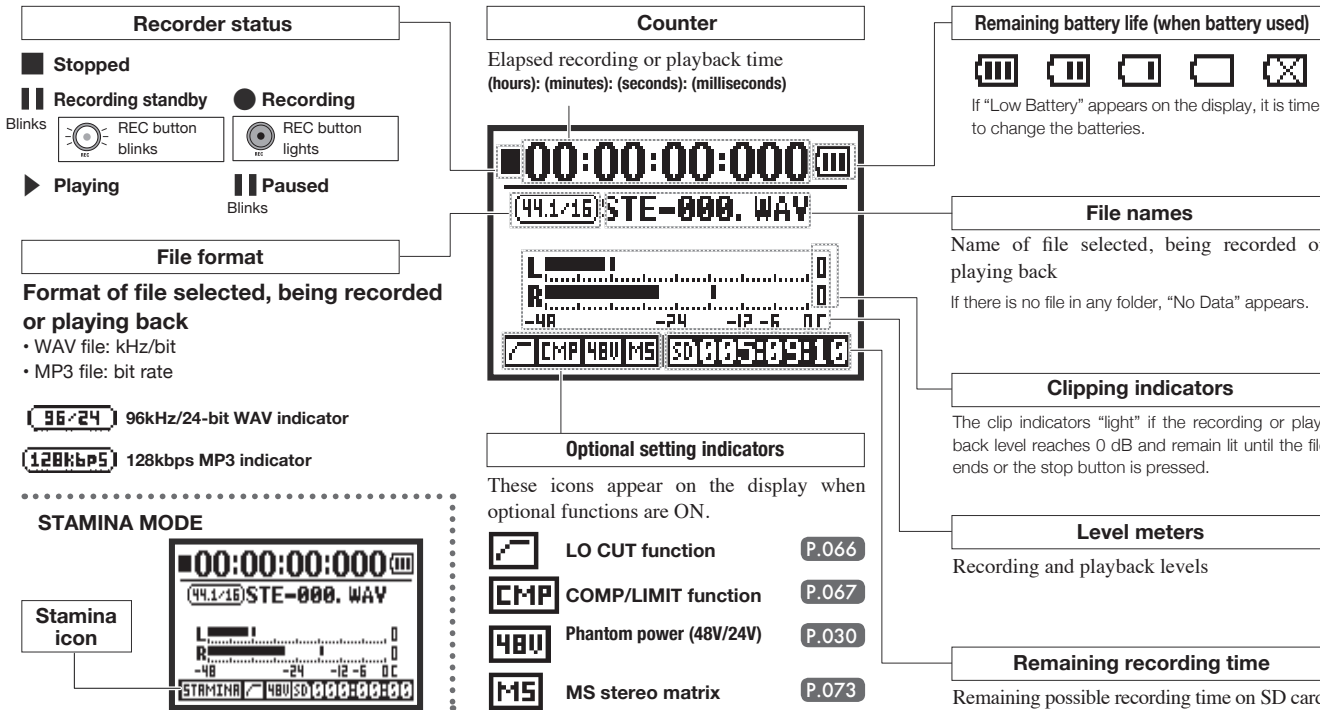 Recorder status
Stopped
Recording standby
Recording
Blinks
REC button
blinks
REC
REC button
lights
REC
Playing
Paused
Blinks
File format
Format of file selected, being recorded
or playing back
• WAV file: kHz/bit
• MP3 file: bit rate
96/24
96kHz/24-bit WAV indicator
128kbps
128kbps MP3 indicator
STAMINA MODE
Stamina
icon
00:00:00:000
44.1/16
STE-000. WAV
L
0
R
0
-48 -24 -12 -6 0
STAMINA
48V
SD
000:00:00
Counter
Elapsed recording or playback time
(hours): (minutes): (seconds): (milliseconds)
00:00:00:000
44.1/16
STE-000. WAV
L
0
R
0
-48 -24 -12 -6 0
CMP
48V
MS
SD
005:09:10
Optional setting indicators
These icons appear on the display when
optional functions are ON.
LO CUT function
P.066
CMP
COMP/LIMIT function
P.067
48V
Phantom power (48V/24V)
P.030
MS
MS stereo matrix
P.073
Remaining battery life (when battery used)
If “Low Battery” appears on the display, it is time
to change the batteries.
File names
Name of file selected, being recorded or
playing back
If there is no file in any folder, “No Data” appears.
Clipping indicators
The clip indicators “light” if the recording or play
back level reaches 0 dB and remain lit until the file
ends or the stop button is pressed.
Level meters
Recording and playback levels
Remaining recording time
Remaining possible recording time on SD card